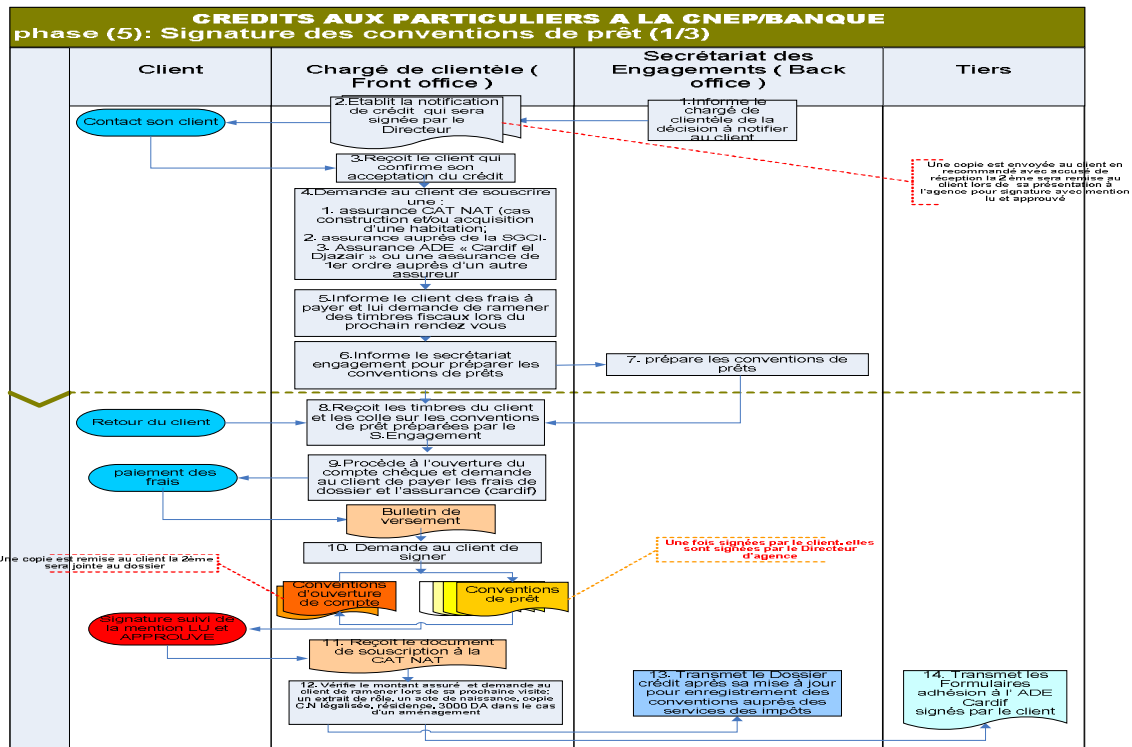 CREDITS AUX PARTICULIERS A LA CNEP/BANQUE
phase (5): Signature des conventions de prêt (1/3)
Client
Chargé de clientèle (
Front office )
Secrétariat des
Engagements ( Back
office )
Tiers
Contact son client
2.Etablit la notification
de crédit qui sera
signée par le
Directeur
1.Informe le
chargé de
clientèle de la
décision à notifier
au client
3.Reçoit le client qui
confirme son
acceptation du crédit
Une copie est envoyée au client en
recommandé avec accusé de
réception la 2 ème sera remise au
client lors de sa présentation à
l'agence pour signature avec mention
lu et approuvé
4.Demande au client de souscrire
une :
1. assurance CAT NAT (cas
construction et/ou acquisition
d'une habitation;
2. assurance auprès de la SGCI.
3. Assurance ADE « Cardif el
Djazair » ou une assurance de
1er ordre auprès d'un autre
assureur
5.Informe le client des frais à
payer et lui demande de ramener
des timbres fiscaux lors du
prochain rendez vous
6.Informe le secrétariat
engagement pour préparer les
conventions de prêts
7. prépare les conventions de
prêts
Retour du client
8.Reçoit les timbres du client
et les colle sur les conventions
de prêt préparées par le
S.Engagement
paiement des
frais
9.Procède à l'ouverture du
compte chèque et demande
au client de payer les frais de
dossier et l'assurance (cardif)
Bulletin de
versement
10. Demande au client de
signer
Une copie est remise au client la 2ème
sera jointe au dossier
Une fois signées par le client, elles
sont signées par le Directeur
d'agence
Conventions
d'ouverture
de compte
Conventions
de prêt
Signature suivi de
la mention LU et
APPROUVE
11. Reçoit le document
de souscription à la
CAT NAT
12. Vérifie le montant assuré et demande au
client de ramener lors de sa prochaine visite;
un extrait de rôle, un acte de naissance, copie
C.N légalisée, résidence, 3000 DA dans le cas
d'un aménagement
13. Transmet le Dossier
crédit après sa mise à jour
pour enregistrement des
conventions auprès des
services des impôts
14. Transmet les
Formulaires
adhésion à l' ADE
Cardif
signés par le client